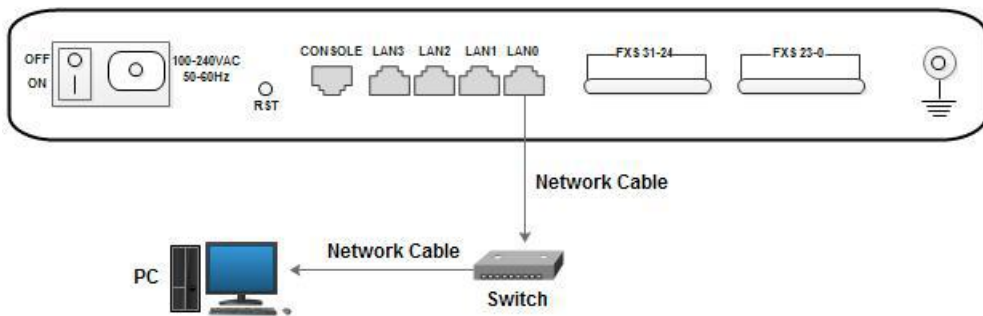 OFF
ON
100-240VAC
50-60Hz
RST
CONSOLE LAN3 LAN2 LAN1 LAN0
FXS 31-24
FXS 23-0
Network Cable
Network Cable
PC
Switch